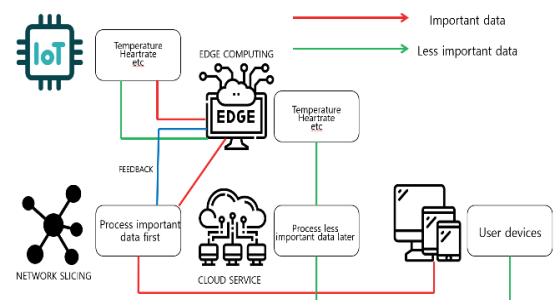 IoT
Temperature
Heartrate
etc
EDGE COMPUTING
Important data
Less important data
EDGE
Temperature
Heartrate
etc
FEEDBACK
Process important
data first
Process less
important data later
User devices
NETWORK SLICING
CLOUD SERVICE